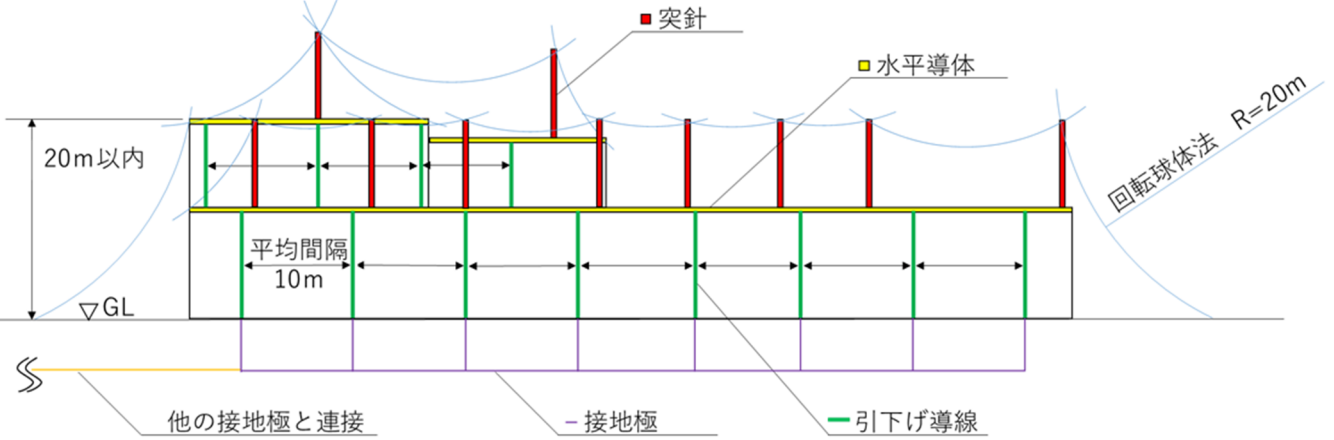 突針
水平導体
回転球体法 R=20m
20m以内
平均間隔
10m
GL
他の接地極と連接
接地極
引下げ導線